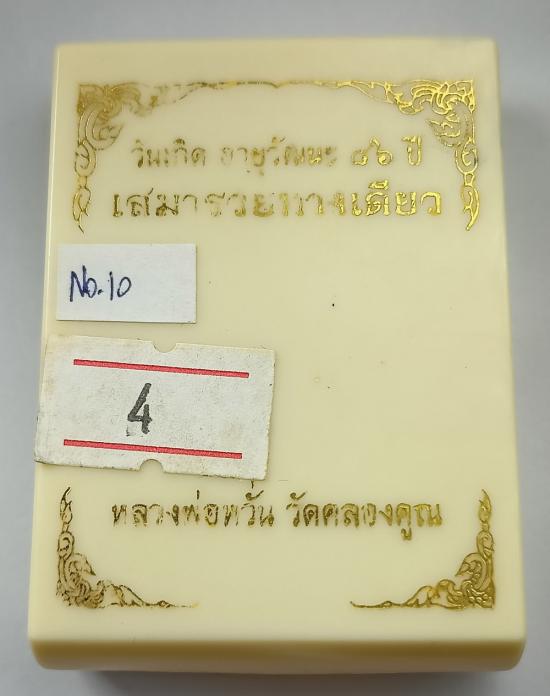 วันเกิด อายุวัฒนะ ๘๖ ปี
เสมารวยทางเดียว
No.10
4
หลวงพ่อหวั่น วัดคลองคูณ